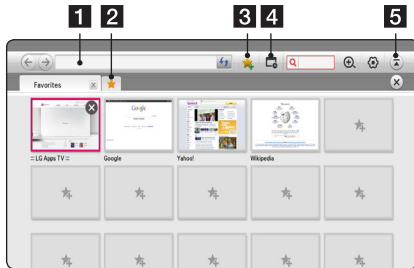 1 2 3 4 5
Favorites
:: LG Apps TV ::
Google
Yahoo!
Wikipedia